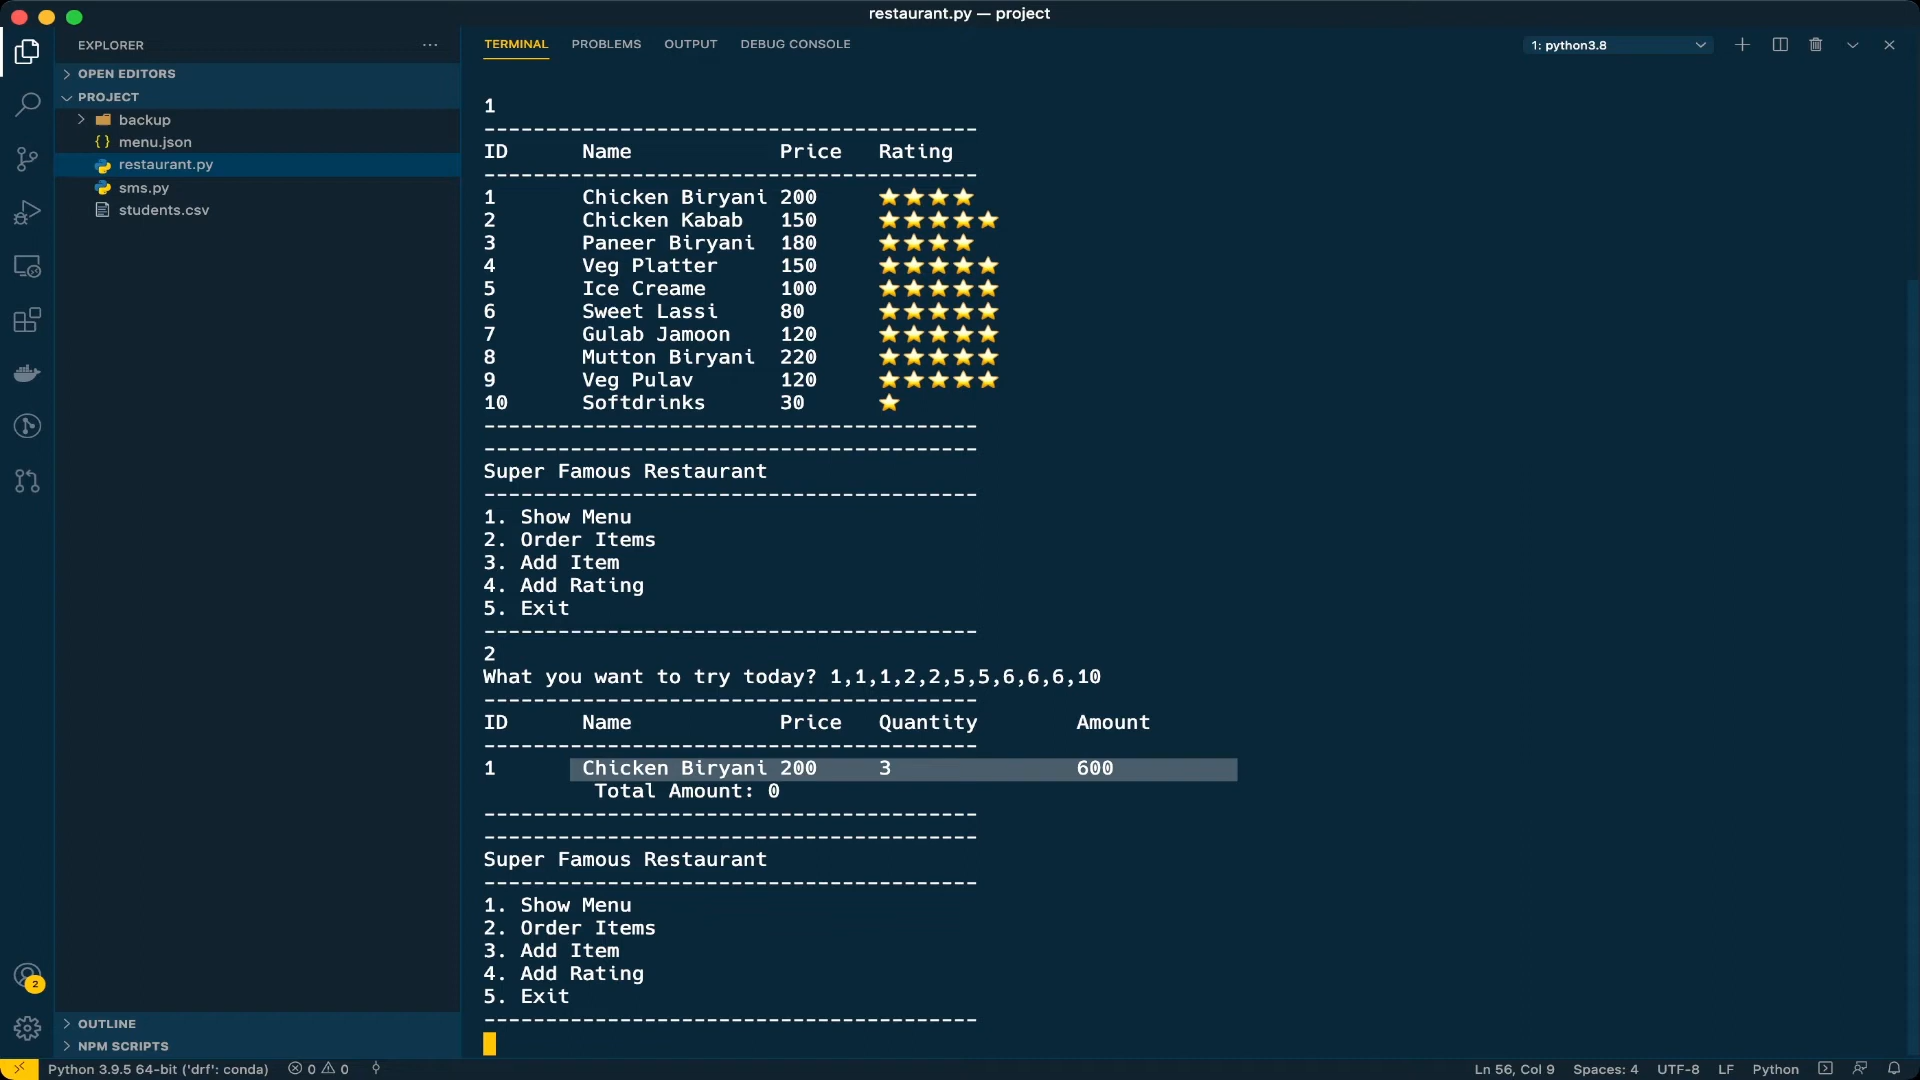 restaurant.py — project
EXPLORER
OPEN EDITORS
PROJECT
backup
menu.json
restaurant.py
sms.py
students.csv
OUTLINE
NPM SCRIPTS
TERMINAL PROBLEMS OUTPUT DEBUG CONSOLE 1: python3.8
1
----------------------------------------
ID Name Price Rating
----------------------------------------
1 Chicken Biryani 200 ⭐⭐⭐⭐
2 Chicken Kabab 150 ⭐⭐⭐⭐⭐
3 Paneer Biryani 180 ⭐⭐⭐⭐
4 Veg Platter 150 ⭐⭐⭐⭐⭐
5 Ice Creame 100 ⭐⭐⭐⭐⭐
6 Sweet Lassi 80 ⭐⭐⭐⭐⭐
7 Gulab Jamoon 120 ⭐⭐⭐⭐⭐
8 Mutton Biryani 220 ⭐⭐⭐⭐⭐
9 Veg Pulav 120 ⭐⭐⭐⭐⭐
10 Softdrinks 30 ⭐
----------------------------------------
----------------------------------------
Super Famous Restaurant
----------------------------------------
1. Show Menu
2. Order Items
3. Add Item
4. Add Rating
5. Exit
----------------------------------------
2
What you want to try today? 1,1,1,2,2,5,5,6,6,6,10
----------------------------------------
ID Name Price Quantity Amount
----------------------------------------
1 Chicken Biryani 200 3 600
Total Amount: 0
----------------------------------------
----------------------------------------
Super Famous Restaurant
----------------------------------------
1. Show Menu
2. Order Items
3. Add Item
4. Add Rating
5. Exit
----------------------------------------
2
Python 3.9.5 64-bit ('drf': conda) 0 0 Ln 56, Col 9 Spaces: 4 UTF-8 LF Python